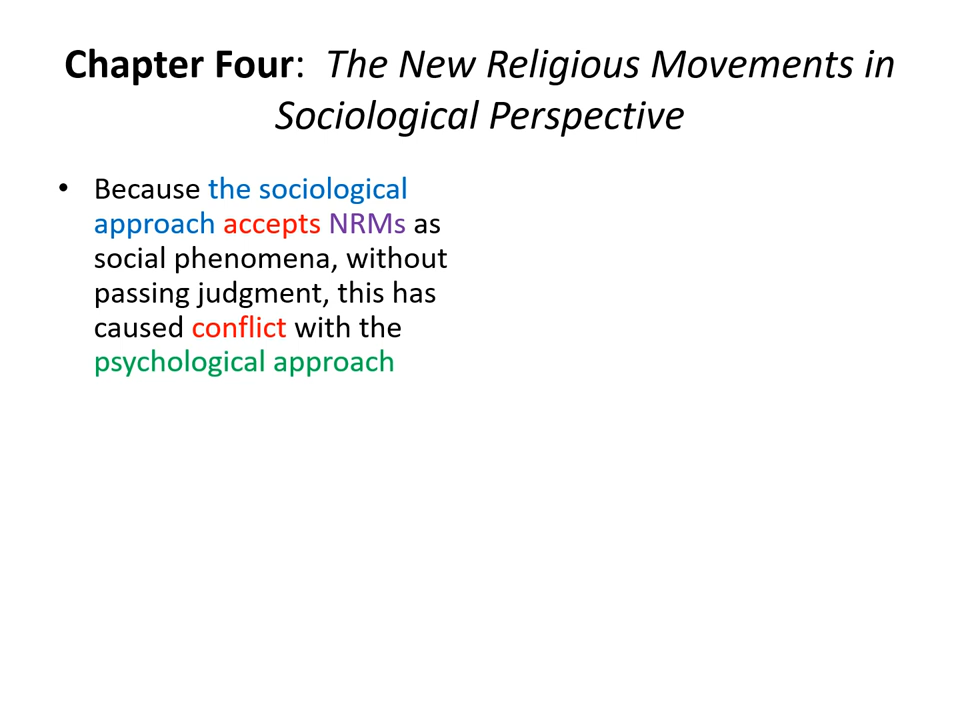 Chapter Four:  The New Religious Movements in
Sociological Perspective
• Because the sociological
approach accepts NRMs as
social phenomena, without
passing judgment, this has
caused conflict with the
psychological approach